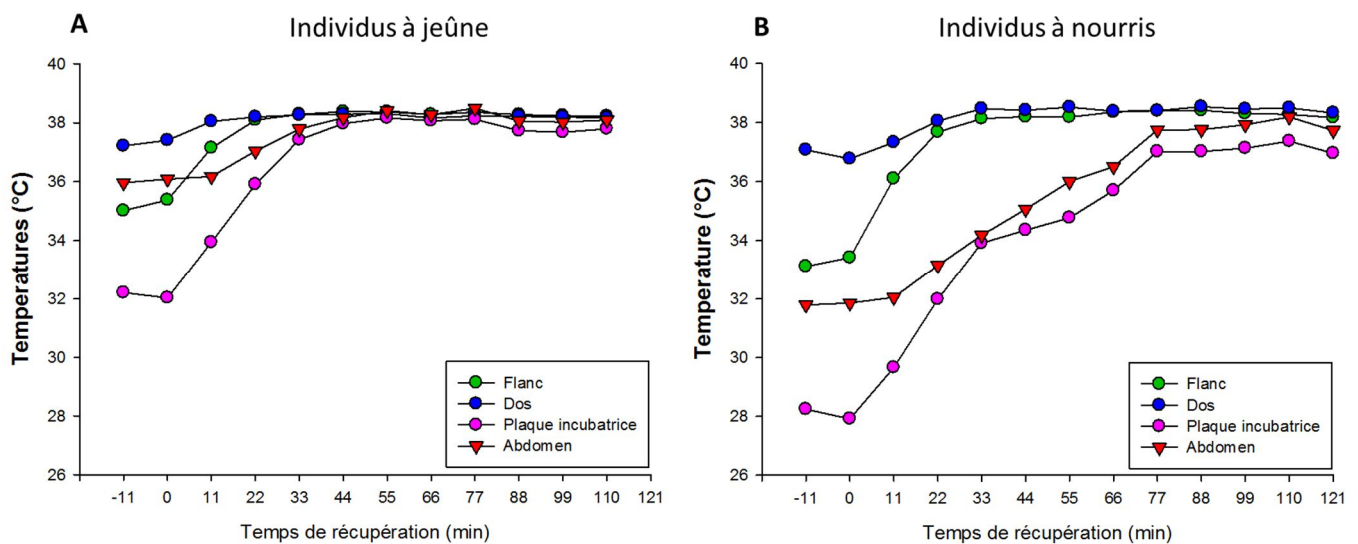 A
Individus à jeûne
Temperatures (°C)
40
38
36
34
32
30
28
26
Flanc
Dos
Plaque incubatrice
Abdomen
-11 0 11 22 33 44 55 66 77 88 99 110 121
Temps de récupération (min)
B
Individus à nourris
Temperature (°C)
40
38
36
34
32
30
28
26
Flanc
Dos
Plaque incubatrice
Abdomen
-11 0 11 22 33 44 55 66 77 88 99 110 121
Temps de récupération (min)